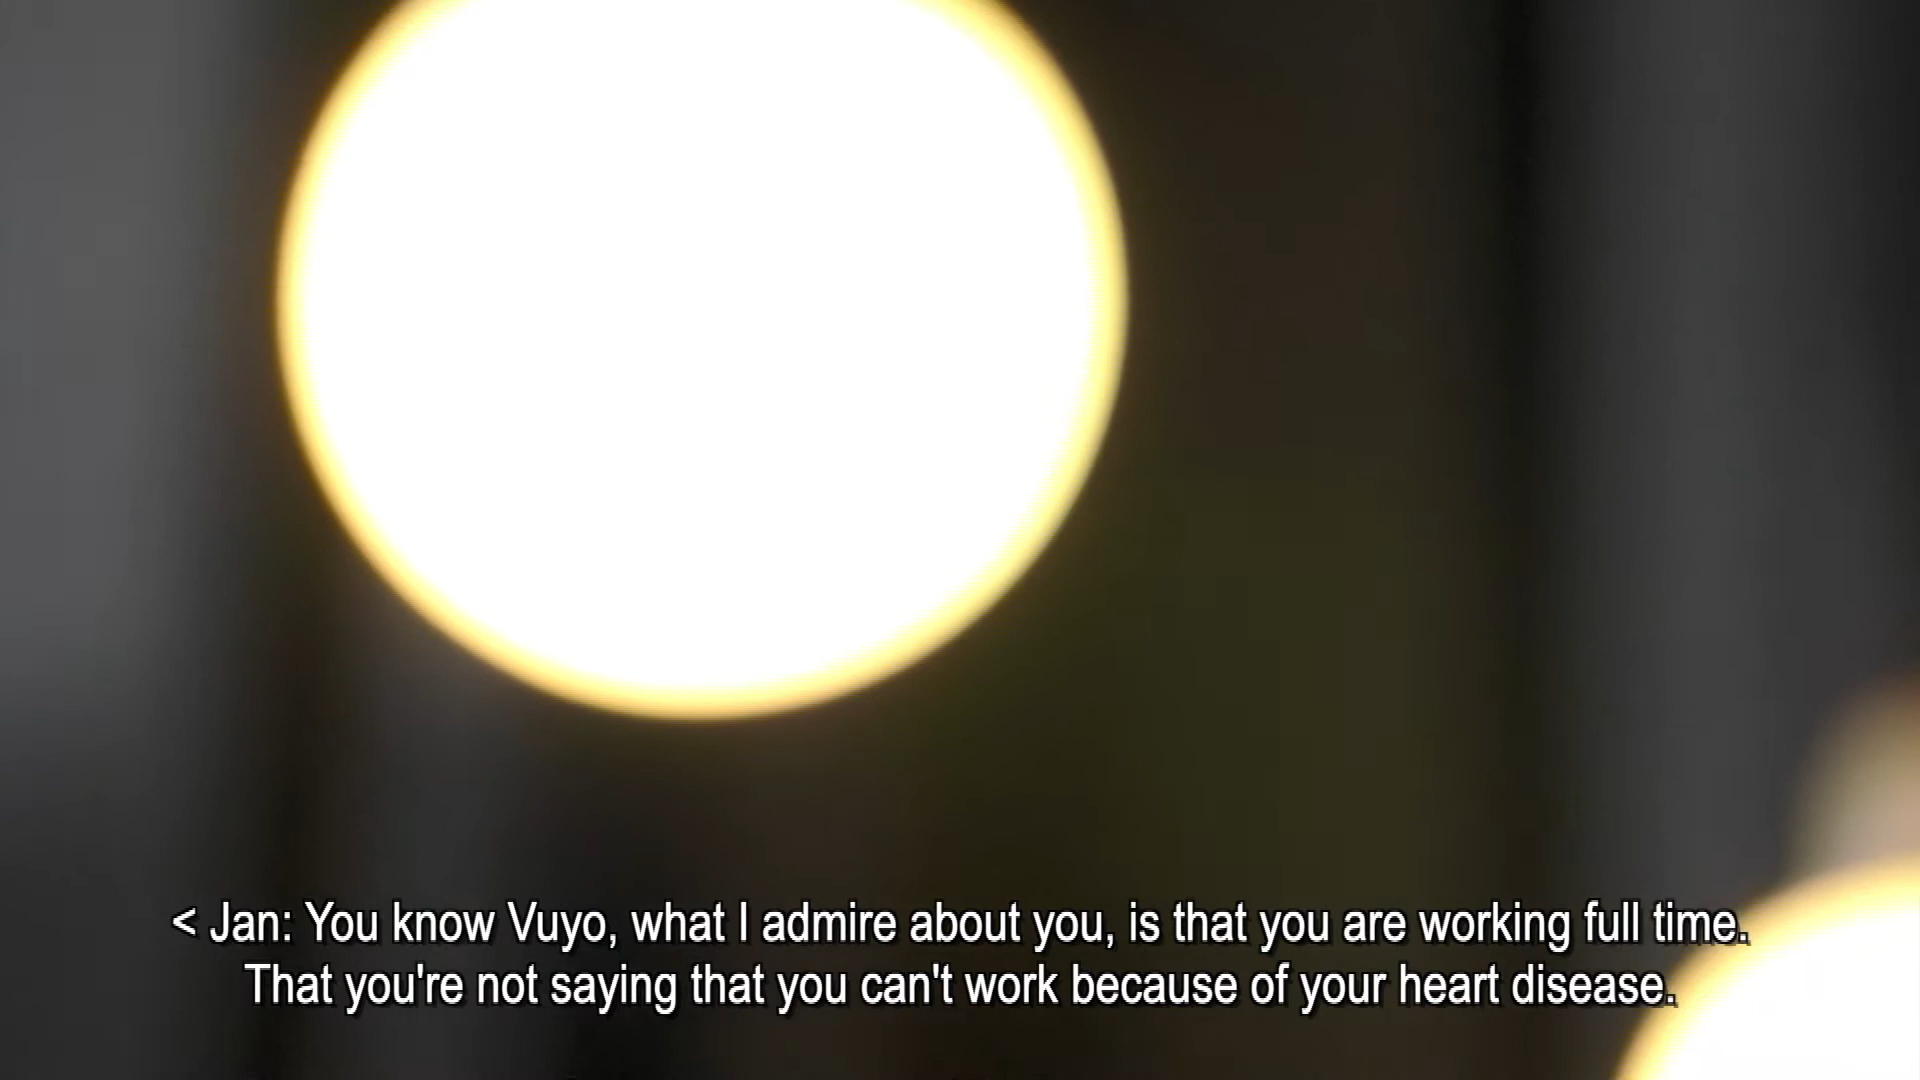 < Jan: You know Vuyo, what I admire about you, is that you are working full time.
That you're not saying that you can't work because of your heart disease.